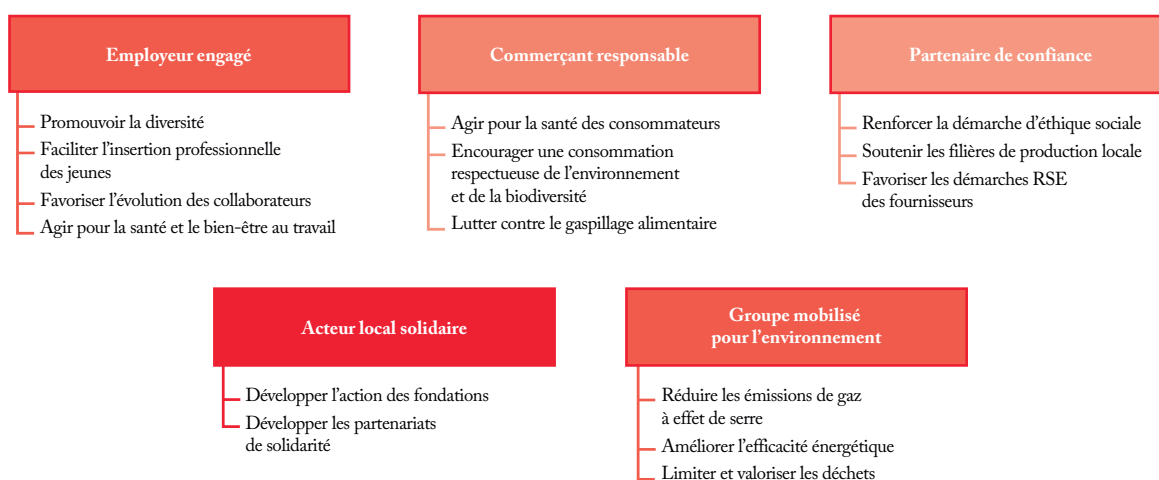 Employeur engagé
Promouvoir la diversité
Faciliter l’insertion professionnelle
des jeunes
Favoriser l’évolution des collaborateurs
Agir pour la santé et le bien-être au travail
Commerçant responsable
Agir pour la santé des consommateurs
Encourager une consommation
respectueuse de l’environnement
et de la biodiversité
Lutter contre le gaspillage alimentaire
Partenaire de confiance
Renforcer la démarche d’éthique sociale
Soutenir les filières de production locale
Favoriser les démarches RSE
des fournisseurs
Acteur local solidaire
Développer l’action des fondations
Développer les partenariats
de solidarité
Groupe mobilisé
pour l’environnement
Réduire les émissions de gaz
à effet de serre
Améliorer l’efficacité énergétique
Limiter et valoriser les déchets